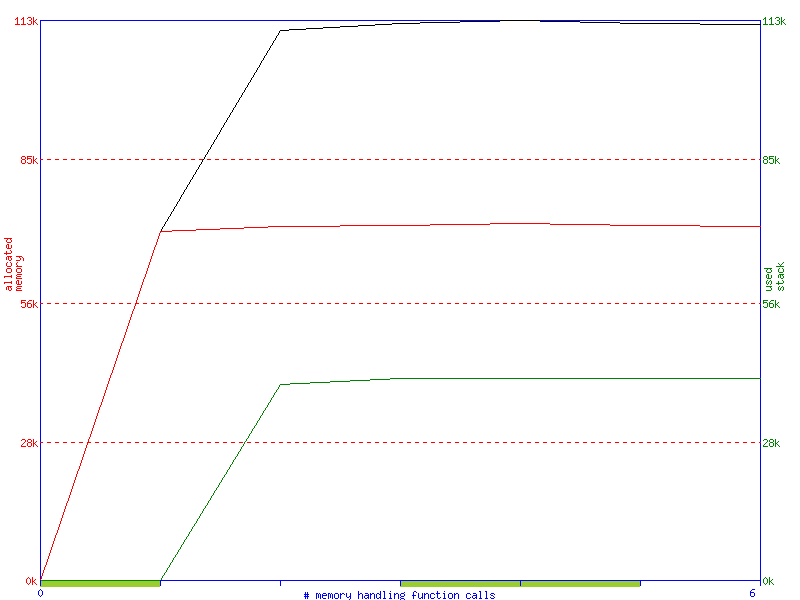 113k
113k
85k
85k
allocated
memory
used
stack
56k
56k
28k
28k
0k
0k
0
# memory handling function calls
6